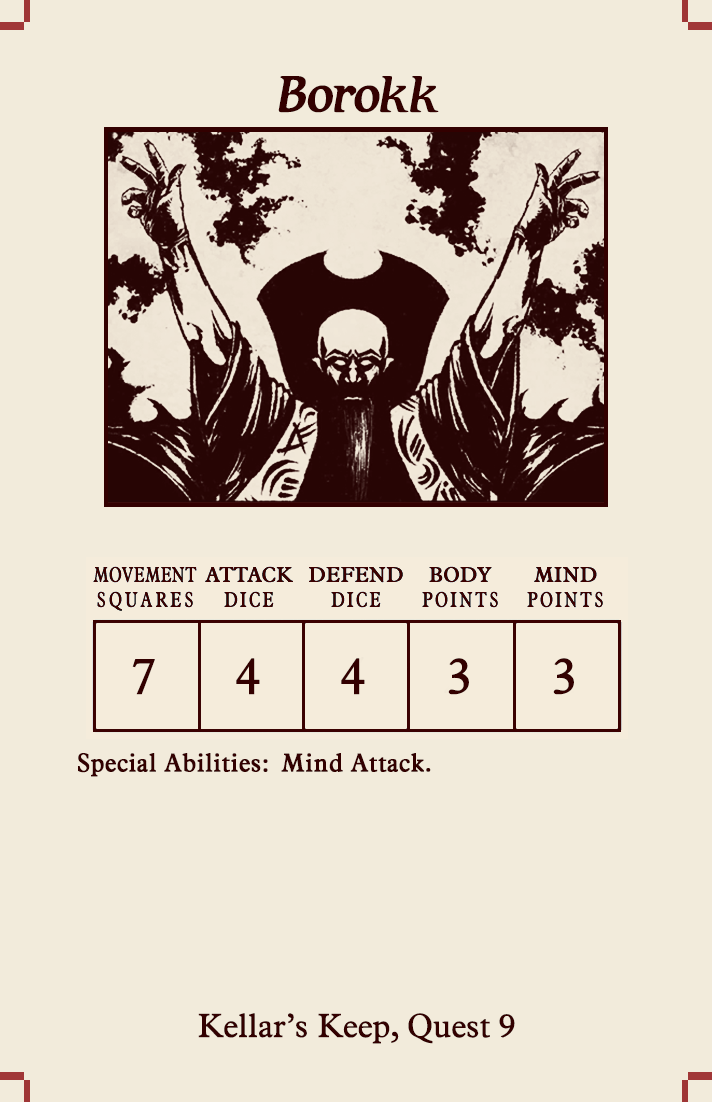 Borokk
MOVEMENT ATTACK DEFEND BODY MIND
SQUARES DICE DICE POINTS POINTS
7 4 4 3 3
Special Abilities: Mind Attack.
Kellar’s Keep, Quest 9